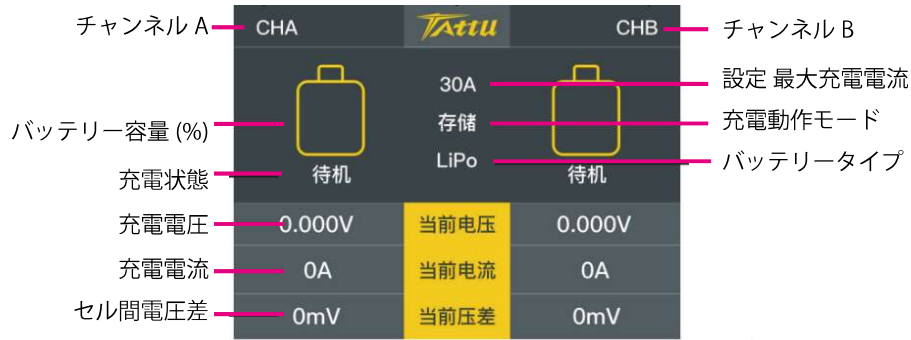 チャンネル A
CHA
TAttu
CHB
チャンネル B
30A
設定 最大充電電流
バッテリー容量 (%)
存储
充電動作モード
充電状態
待机
LiPo
待机
バッテリータイプ
充電電圧
0.000V
当前电压
0.000V
充電電流
0A
当前电流
0A
セル間電圧差
0mV
当前压差
0mV